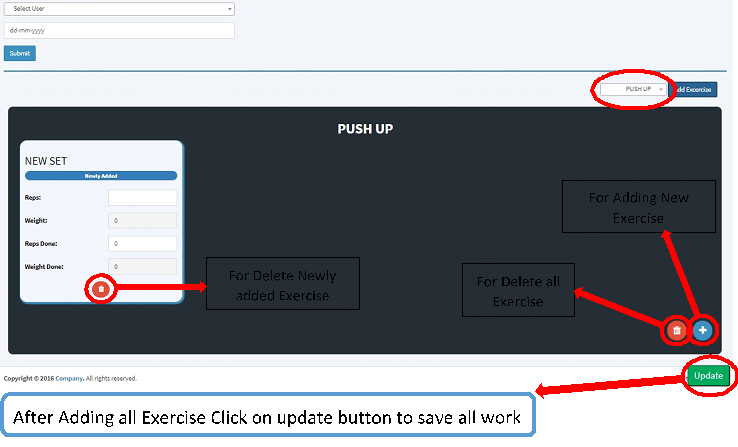 Select User
dd-mm-yyyy
Submit
PUSH UP
dd Excercise
PUSH UP
NEW SET
Newly Added
Reps:
Weight:
0
Reps Done:
0
Weight Done:
0
For Adding New
Exercise
For Delete Newly
added Exercise
For Delete all
Exercise
Copyright © 2016 Company. All rights reserved.
Update
After Adding all Exercise Click on update button to save all work